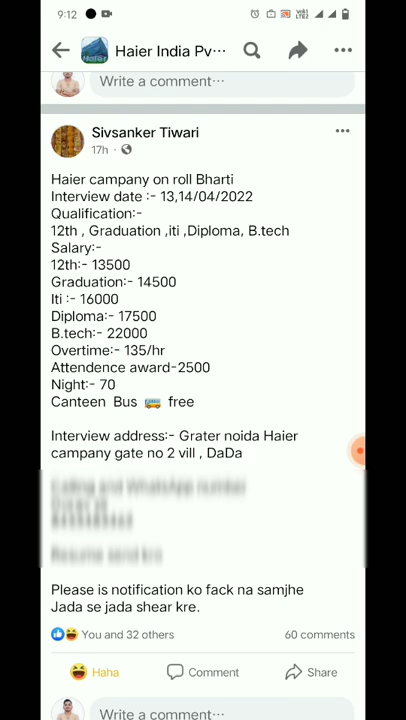 9:12
Haier India Pv...
Write a comment...
Sivsanker Tiwari
17h
Haier campany on roll Bharti
Interview date :- 13,14/04/2022
Qualification:-
12th , Graduation ,iti ,Diploma, B.tech
Salary:-
12th:- 13500
Graduation:- 14500
Iti :- 16000
Diploma:- 17500
B.tech:- 22000
Overtime:- 135/hr
Attendence award-2500
Night:- 70
Canteen Bus 🚌 free
Interview address:- Grater noida Haier
campany gate no 2 vill , DaDa
Please is notification ko fack na samjhe
Jada se jada shear kre.
You and 32 others 60 comments
Haha Comment Share
Write a comment...